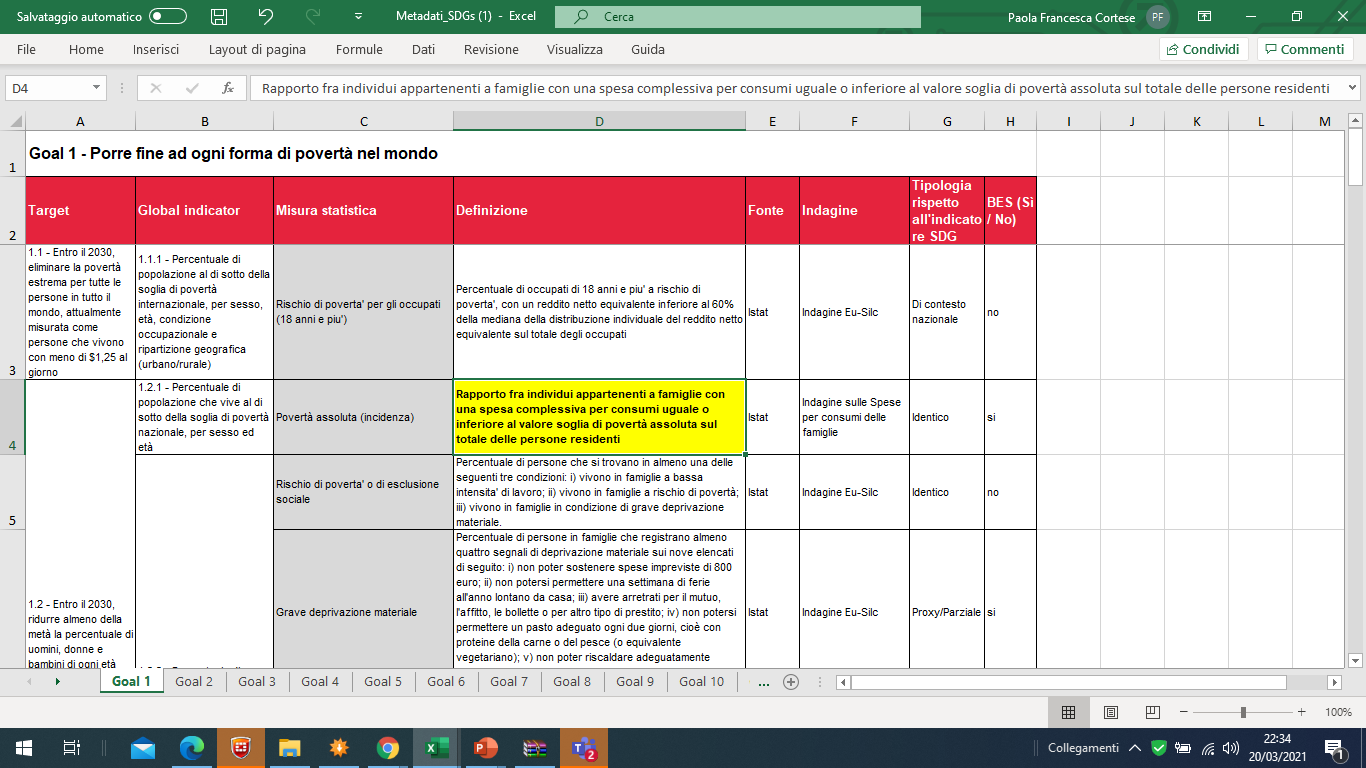 Salvataggio automatico
Metadati_SDGs (1) - Excel
Cerca
Paola Francesca Cortese
PF
File Home Inserisci Layout di pagina Formule Dati Revisione Visualizza Guida
Condividi
Commenti
D4
fx
Rapporto fra individui appartenenti a famiglie con una spesa complessiva per consumi uguale o inferiore al valore soglia di povertà assoluta sul totale delle persone residenti
A B C D E F G H I J K L M
1
Goal 1 - Porre fine ad ogni forma di povertà nel mondo
2
Target
Global indicator
Misura statistica
Definizione
Fonte
Indagine
Tipologia
rispetto
all'indicato
re SDG
BES (Sì
/ No)
3
1.1 - Entro il 2030,
eliminare la povertà
estrema per tutte le
persone in tutto il
mondo, attualmente
misurata come
persone che vivono
con meno di $1,25 al
giorno
1.1.1 - Percentuale di
popolazione al di sotto della
soglia di povertà
internazionale, per sesso,
età, condizione
occupazionale e
ripartizione geografica
(urbano/rurale)
Rischio di poverta' per gli occupati
(18 anni e piu')
Percentuale di occupati di 18 anni e piu' a rischio di
poverta', con un reddito netto equivalente inferiore al 60%
della mediana della distribuzione individuale del reddito netto
equivalente sul totale degli occupati
Istat
Indagine Eu-Silc
Di contesto
nazionale
no
4
1.2.1 - Percentuale di
popolazione che vive al di
sotto della soglia di povertà
nazionale, per sesso ed
età
Povertà assoluta (incidenza)
Rapporto fra individui appartenenti a famiglie con
una spesa complessiva per consumi uguale o
inferiore al valore soglia di povertà assoluta sul
totale delle persone residenti
Istat
Indagine sulle Spese
per consumi delle
famiglie
Identico
si
5
Rischio di poverta' o di esclusione
sociale
Percentuale di persone che si trovano in almeno una delle
seguenti tre condizioni: i) vivono in famiglie a bassa
intensita' di lavoro; ii) vivono in famiglie a rischio di povertà;
iii) vivono in famiglie in condizione di grave deprivazione
materiale.
Istat
Indagine Eu-Silc
Identico
no
1.2 - Entro il 2030,
ridurre almeno della
metà la percentuale di
uomini, donne e
bambini di ogni età
Grave deprivazione materiale
Percentuale di persone in famiglie che registrano almeno
quattro segnali di deprivazione materiale sui nove elencati
di seguito: i) non poter sostenere spese impreviste di 800
euro; ii) non potersi permettere una settimana di ferie
all'anno lontano da casa; iii) avere arretrati per il mutuo,
l'affitto, le bollette o per altro tipo di prestito; iv) non potersi
permettere un pasto adeguato ogni due giorni, cioè con
proteine della carne o del pesce (o equivalente
vegetariano); v) non poter riscaldare adeguatamente
Istat
Indagine Eu-Silc
Proxy/Parziale
si
Goal 1 Goal 2 Goal 3 Goal 4 Goal 5 Goal 6 Goal 7 Goal 8 Goal 9 Goal 10 ...
100%
Collegamenti
22:34
20/03/2021
2
1